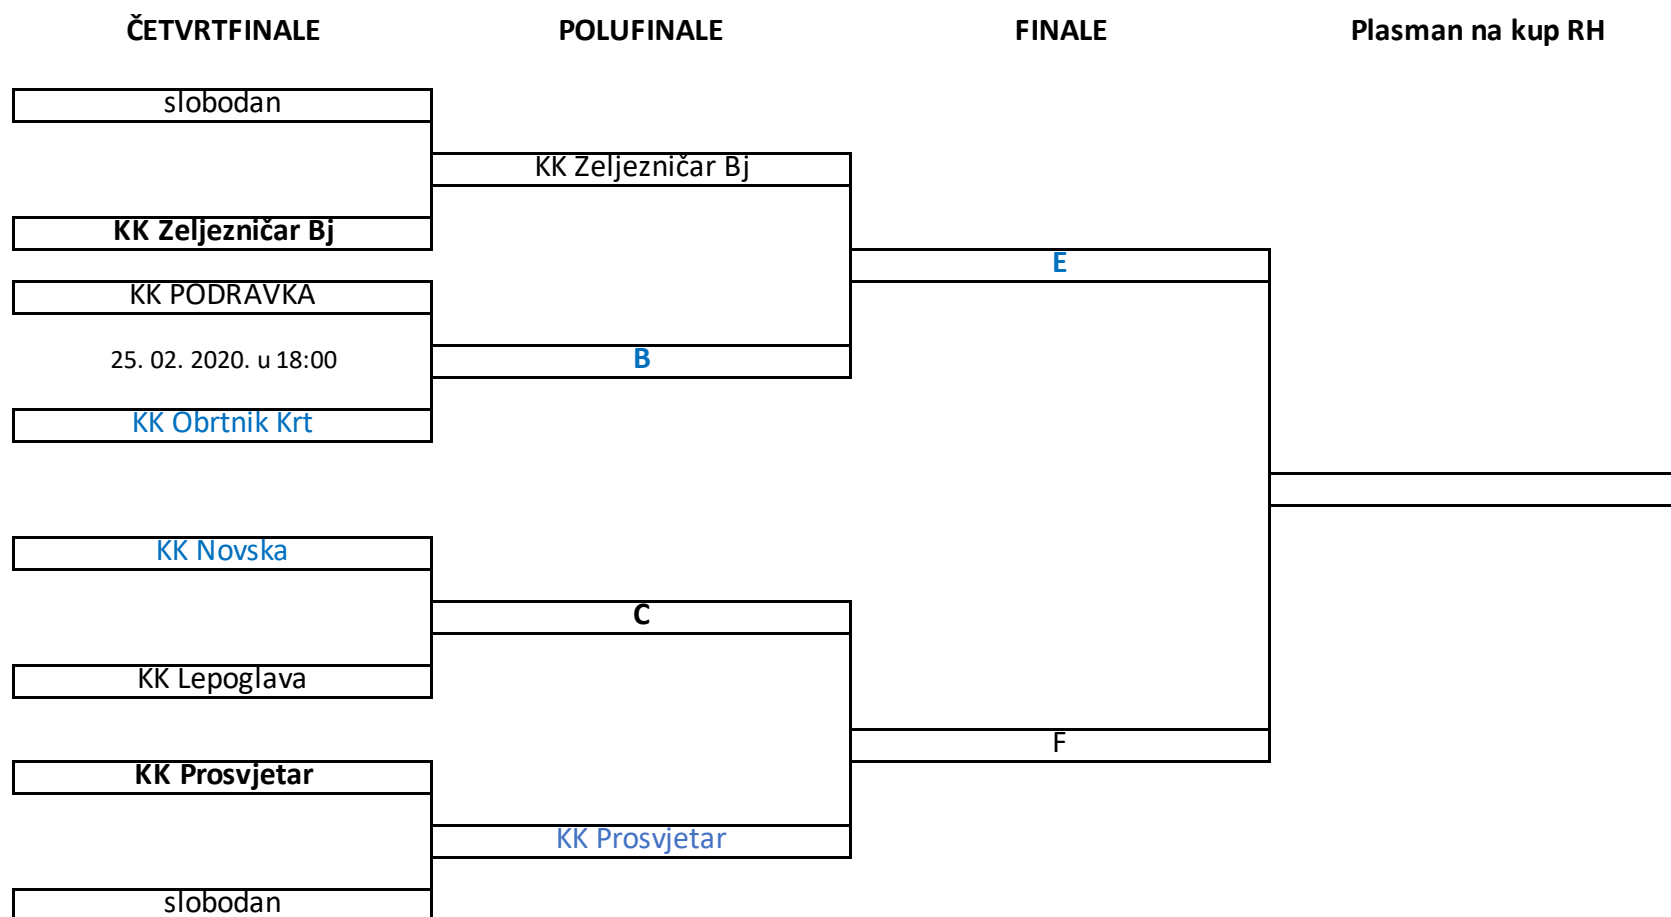 ČETVRTFINALE POLUFINALE FINALE Plasman na kup RH
slobodan
KK Zeljezničar Bj
KK Zeljezničar Bj
E
KK PODRAVKA
25. 02. 2020. u 18:00
B
KK Obrtnik Krt
KK Novska
C
KK Lepoglava
F
KK Prosvjetar
KK Prosvjetar
slobodan